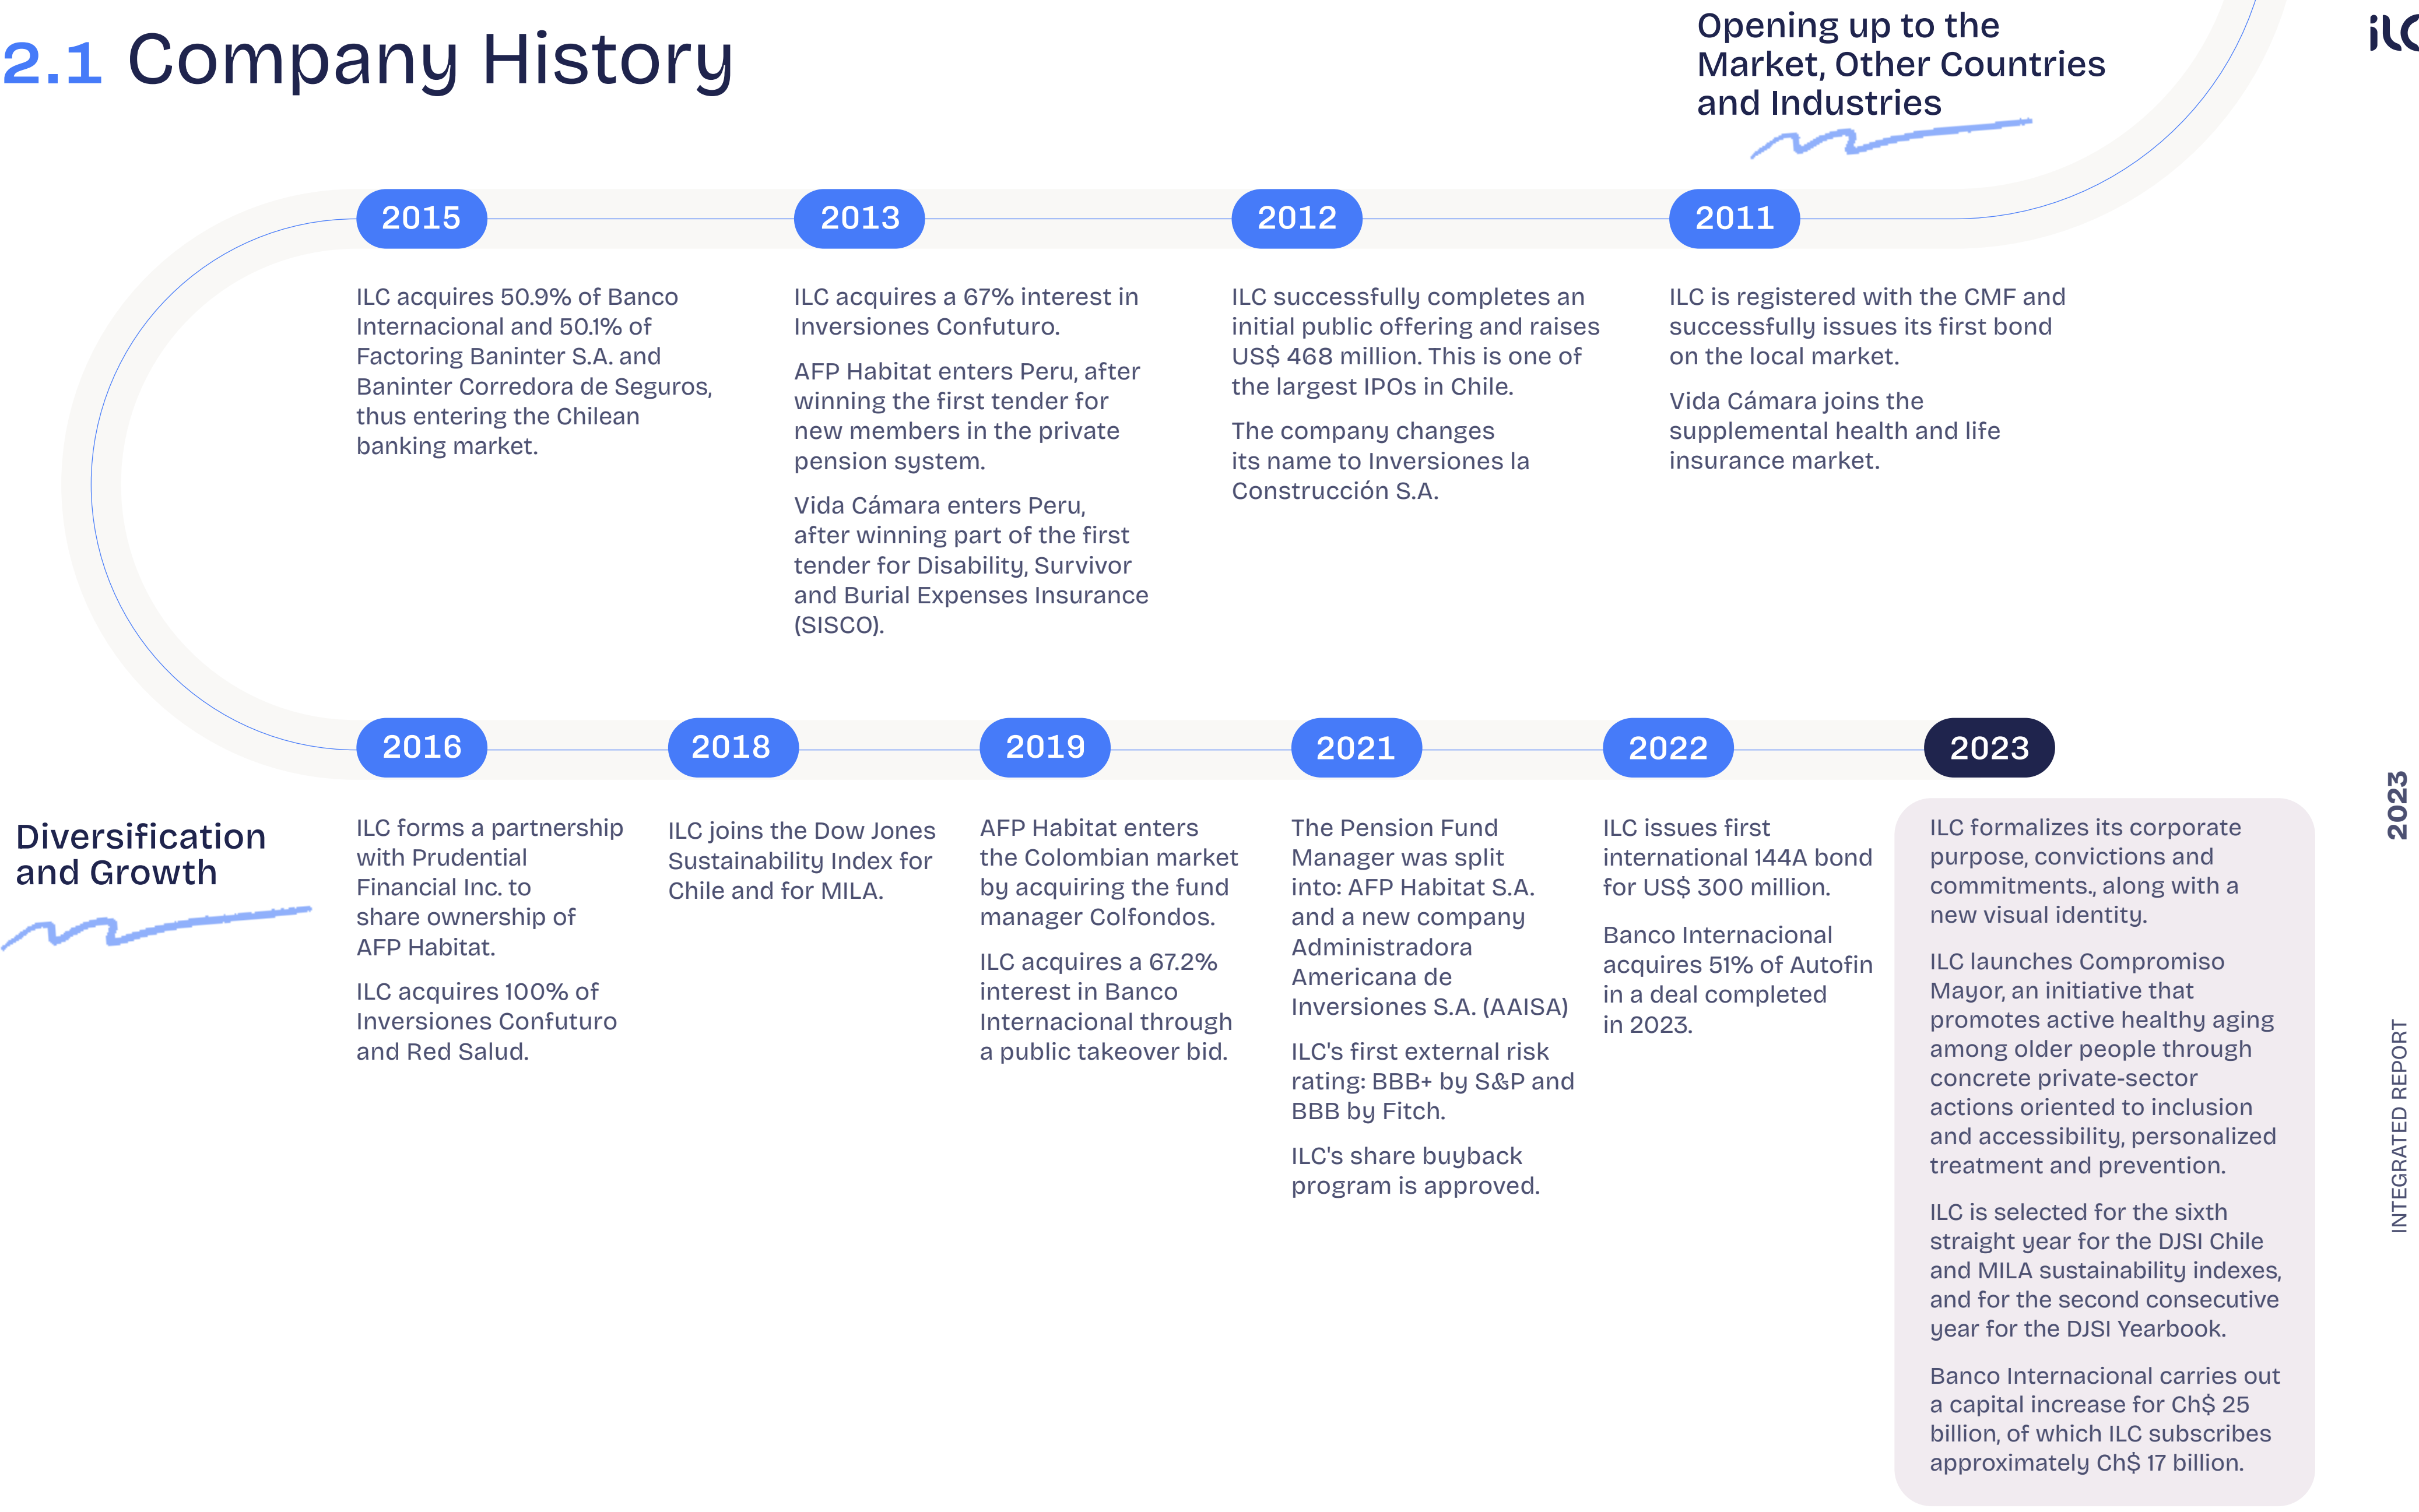 2.1 Company History
Opening up to the
Market, Other Countries
and Industries
2015
ILC acquires 50.9% of Banco
Internacional and 50.1% of
Factoring Baninter S.A. and
Baninter Corredora de Seguros,
thus entering the Chilean
banking market.
2013
ILC acquires a 67% interest in
Inversiones Confuturo.
AFP Habitat enters Peru, after
winning the first tender for
new members in the private
pension system.
Vida Cámara enters Peru,
after winning part of the first
tender for Disability, Survivor
and Burial Expenses Insurance
(SISCO).
2012
ILC successfully completes an
initial public offering and raises
US$ 468 million. This is one of
the largest IPOs in Chile.
The company changes
its name to Inversiones la
Construcción S.A.
2011
ILC is registered with the CMF and
successfully issues its first bond
on the local market.
Vida Cámara joins the
supplemental health and life
insurance market.
Diversification
and Growth
2016
ILC forms a partnership
with Prudential
Financial Inc. to
share ownership of
AFP Habitat.
ILC acquires 100% of
Inversiones Confuturo
and Red Salud.
2018
ILC joins the Dow Jones
Sustainability Index for
Chile and for MILA.
2019
AFP Habitat enters
the Colombian market
by acquiring the fund
manager Colfondos.
ILC acquires a 67.2%
interest in Banco
Internacional through
a public takeover bid.
2021
The Pension Fund
Manager was split
into: AFP Habitat S.A.
and a new company
Administradora
Americana de
Inversiones S.A. (AAISA)
ILC's first external risk
rating: BBB+ by S&P and
BBB by Fitch.
ILC's share buyback
program is approved.
2022
ILC issues first
international 144A bond
for US$ 300 million.
Banco Internacional
acquires 51% of Autofin
in a deal completed
in 2023.
2023
ILC formalizes its corporate
purpose, convictions and
commitments., along with a
new visual identity.
ILC launches Compromiso
Mayor, an initiative that
promotes active healthy aging
among older people through
concrete private-sector
actions oriented to inclusion
and accessibility, personalized
treatment and prevention.
ILC is selected for the sixth
straight year for the DJSI Chile
and MILA sustainability indexes,
and for the second consecutive
year for the DJSI Yearbook.
Banco Internacional carries out
a capital increase for Ch$ 25
billion, of which ILC subscribes
approximately Ch$ 17 billion.
ilC
INTEGRATED REPORT
2023